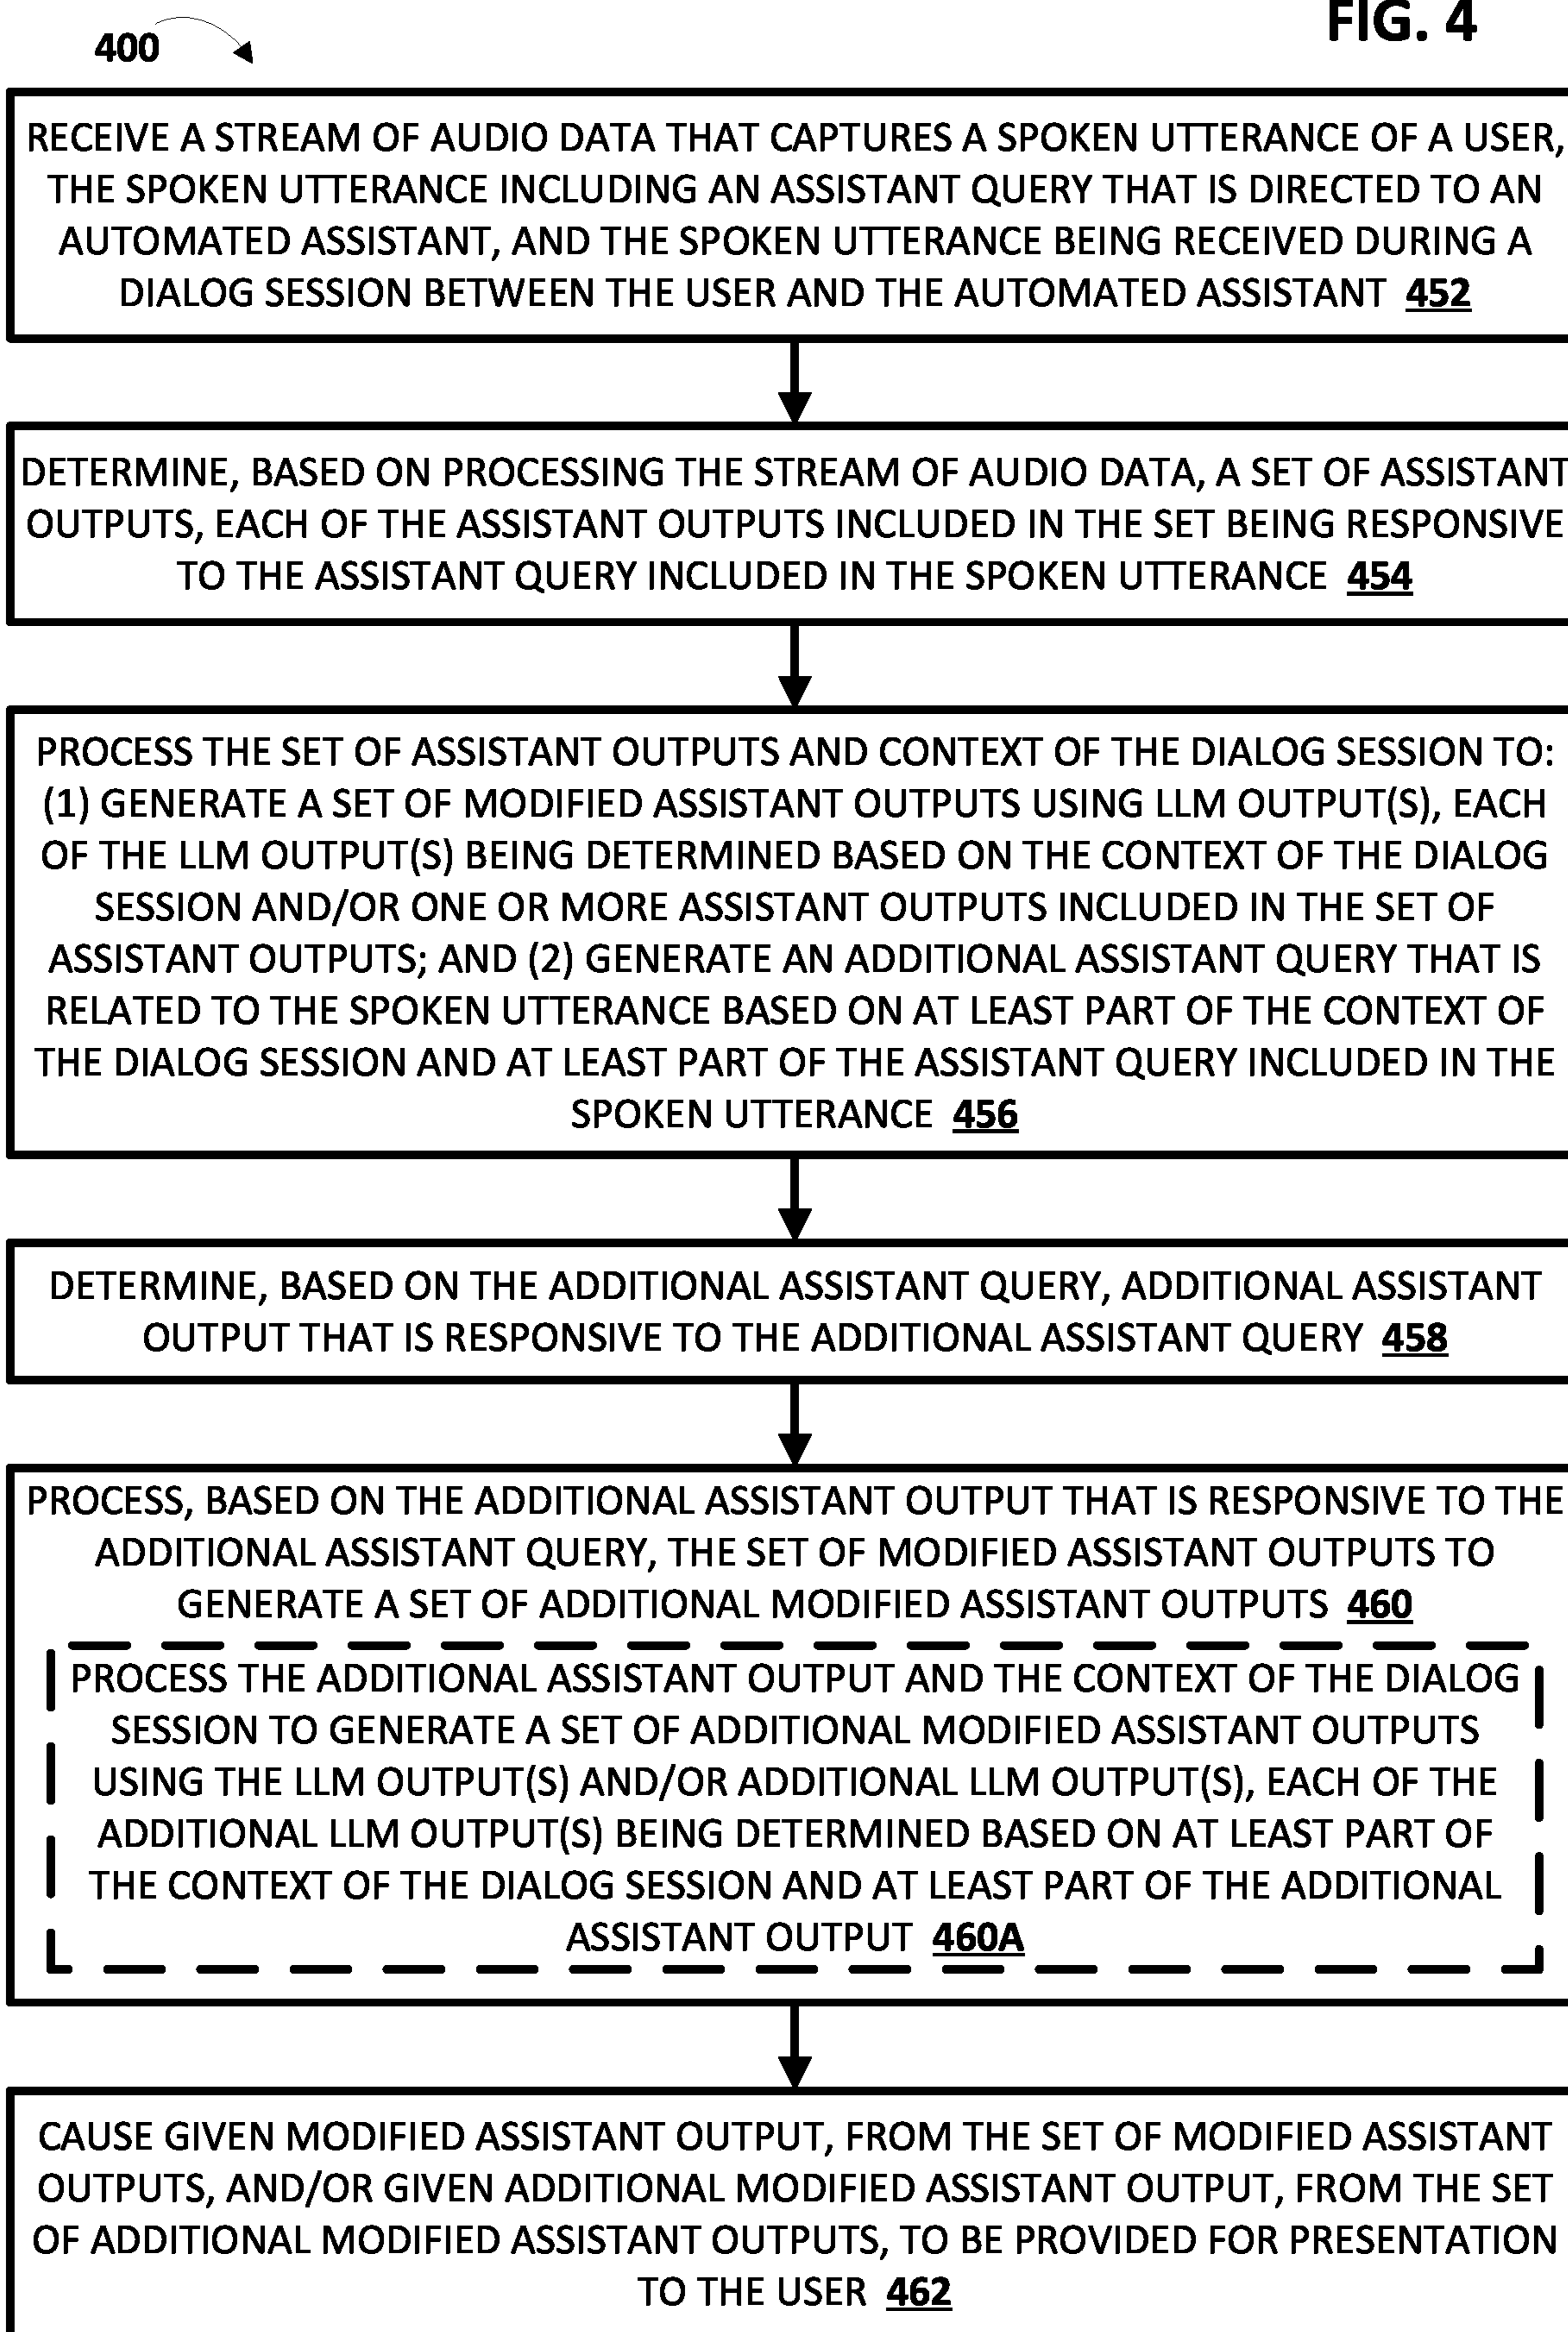 FIG. 4
400
RECEIVE A STREAM OF AUDIO DATA THAT CAPTURES A SPOKEN UTTERANCE OF A USER,
THE SPOKEN UTTERANCE INCLUDING AN ASSISTANT QUERY THAT IS DIRECTED TO AN
AUTOMATED ASSISTANT, AND THE SPOKEN UTTERANCE BEING RECEIVED DURING A
DIALOG SESSION BETWEEN THE USER AND THE AUTOMATED ASSISTANT 452
DETERMINE, BASED ON PROCESSING THE STREAM OF AUDIO DATA, A SET OF ASSISTANT
OUTPUTS, EACH OF THE ASSISTANT OUTPUTS INCLUDED IN THE SET BEING RESPONSIVE
TO THE ASSISTANT QUERY INCLUDED IN THE SPOKEN UTTERANCE 454
PROCESS THE SET OF ASSISTANT OUTPUTS AND CONTEXT OF THE DIALOG SESSION TO:
(1) GENERATE A SET OF MODIFIED ASSISTANT OUTPUTS USING LLM OUTPUT(S), EACH
OF THE LLM OUTPUT(S) BEING DETERMINED BASED ON THE CONTEXT OF THE DIALOG
SESSION AND/OR ONE OR MORE ASSISTANT OUTPUTS INCLUDED IN THE SET OF
ASSISTANT OUTPUTS; AND (2) GENERATE AN ADDITIONAL ASSISTANT QUERY THAT IS
RELATED TO THE SPOKEN UTTERANCE BASED ON AT LEAST PART OF THE CONTEXT OF
THE DIALOG SESSION AND AT LEAST PART OF THE ASSISTANT QUERY INCLUDED IN THE
SPOKEN UTTERANCE 456
DETERMINE, BASED ON THE ADDITIONAL ASSISTANT QUERY, ADDITIONAL ASSISTANT
OUTPUT THAT IS RESPONSIVE TO THE ADDITIONAL ASSISTANT QUERY 458
PROCESS, BASED ON THE ADDITIONAL ASSISTANT OUTPUT THAT IS RESPONSIVE TO THE
ADDITIONAL ASSISTANT QUERY, THE SET OF MODIFIED ASSISTANT OUTPUTS TO
GENERATE A SET OF ADDITIONAL MODIFIED ASSISTANT OUTPUTS 460
PROCESS THE ADDITIONAL ASSISTANT OUTPUT AND THE CONTEXT OF THE DIALOG
SESSION TO GENERATE A SET OF ADDITIONAL MODIFIED ASSISTANT OUTPUTS
USING THE LLM OUTPUT(S) AND/OR ADDITIONAL LLM OUTPUT(S), EACH OF THE
ADDITIONAL LLM OUTPUT(S) BEING DETERMINED BASED ON AT LEAST PART OF
THE CONTEXT OF THE DIALOG SESSION AND AT LEAST PART OF THE ADDITIONAL
ASSISTANT OUTPUT 460A
CAUSE GIVEN MODIFIED ASSISTANT OUTPUT, FROM THE SET OF MODIFIED ASSISTANT
OUTPUTS, AND/OR GIVEN ADDITIONAL MODIFIED ASSISTANT OUTPUT, FROM THE SET
OF ADDITIONAL MODIFIED ASSISTANT OUTPUTS, TO BE PROVIDED FOR PRESENTATION
TO THE USER 462